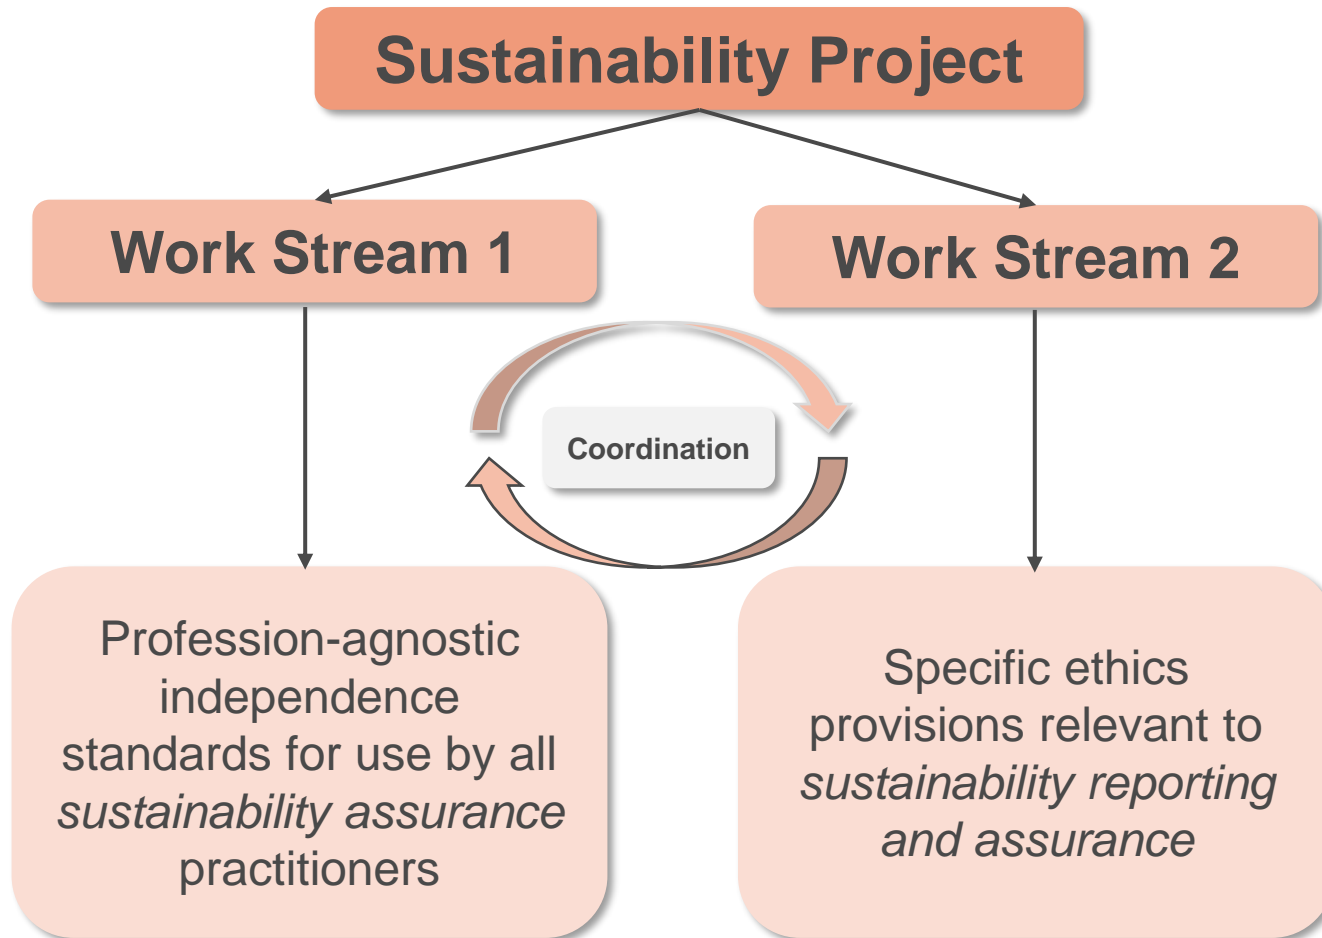 Sustainability Project
Work Stream 1
Work Stream 2
Coordination
Profession-agnostic
independence
standards for use by all
sustainability assurance
practitioners
Specific ethics
provisions relevant to
sustainability reporting
and assurance